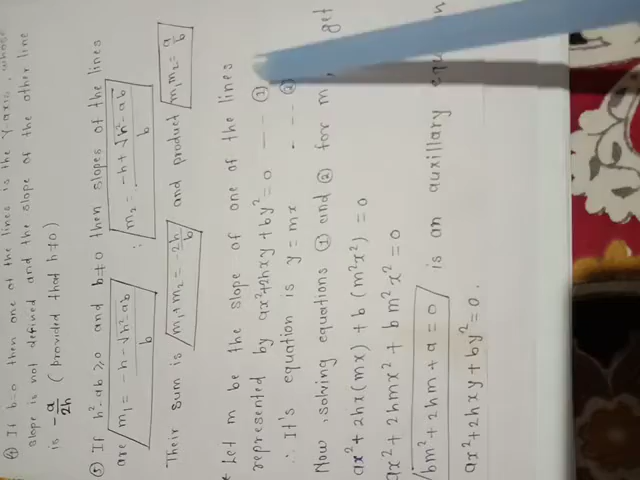 ④ If b=0 then one of the lines is the Y-axis, whose
slope is not defined and the slope of the other line
is -a/2h (provided that h≠0)
⑤ If h²-ab ≥0 and b≠0 then slopes of the lines
are m₁ = -h-√h²-ab / b ; m₂ = -h+√h²-ab / b
Their sum is m₁+m₂ = -2h/b and product m₁m₂ = a/b
* Let m be the slope of one of the lines
represented by ax²+2hxy+by²=0 --- ①
∴ It's equation is y=mx ---- ②
Now, solving equations ① and ② for m, get
ax²+2hx(mx)+b(m²x²)=0
ax²+2hmx²+bm²x²=0
bm²+2hm+a=0 is an auxillary
ax²+2hxy+by²=0.